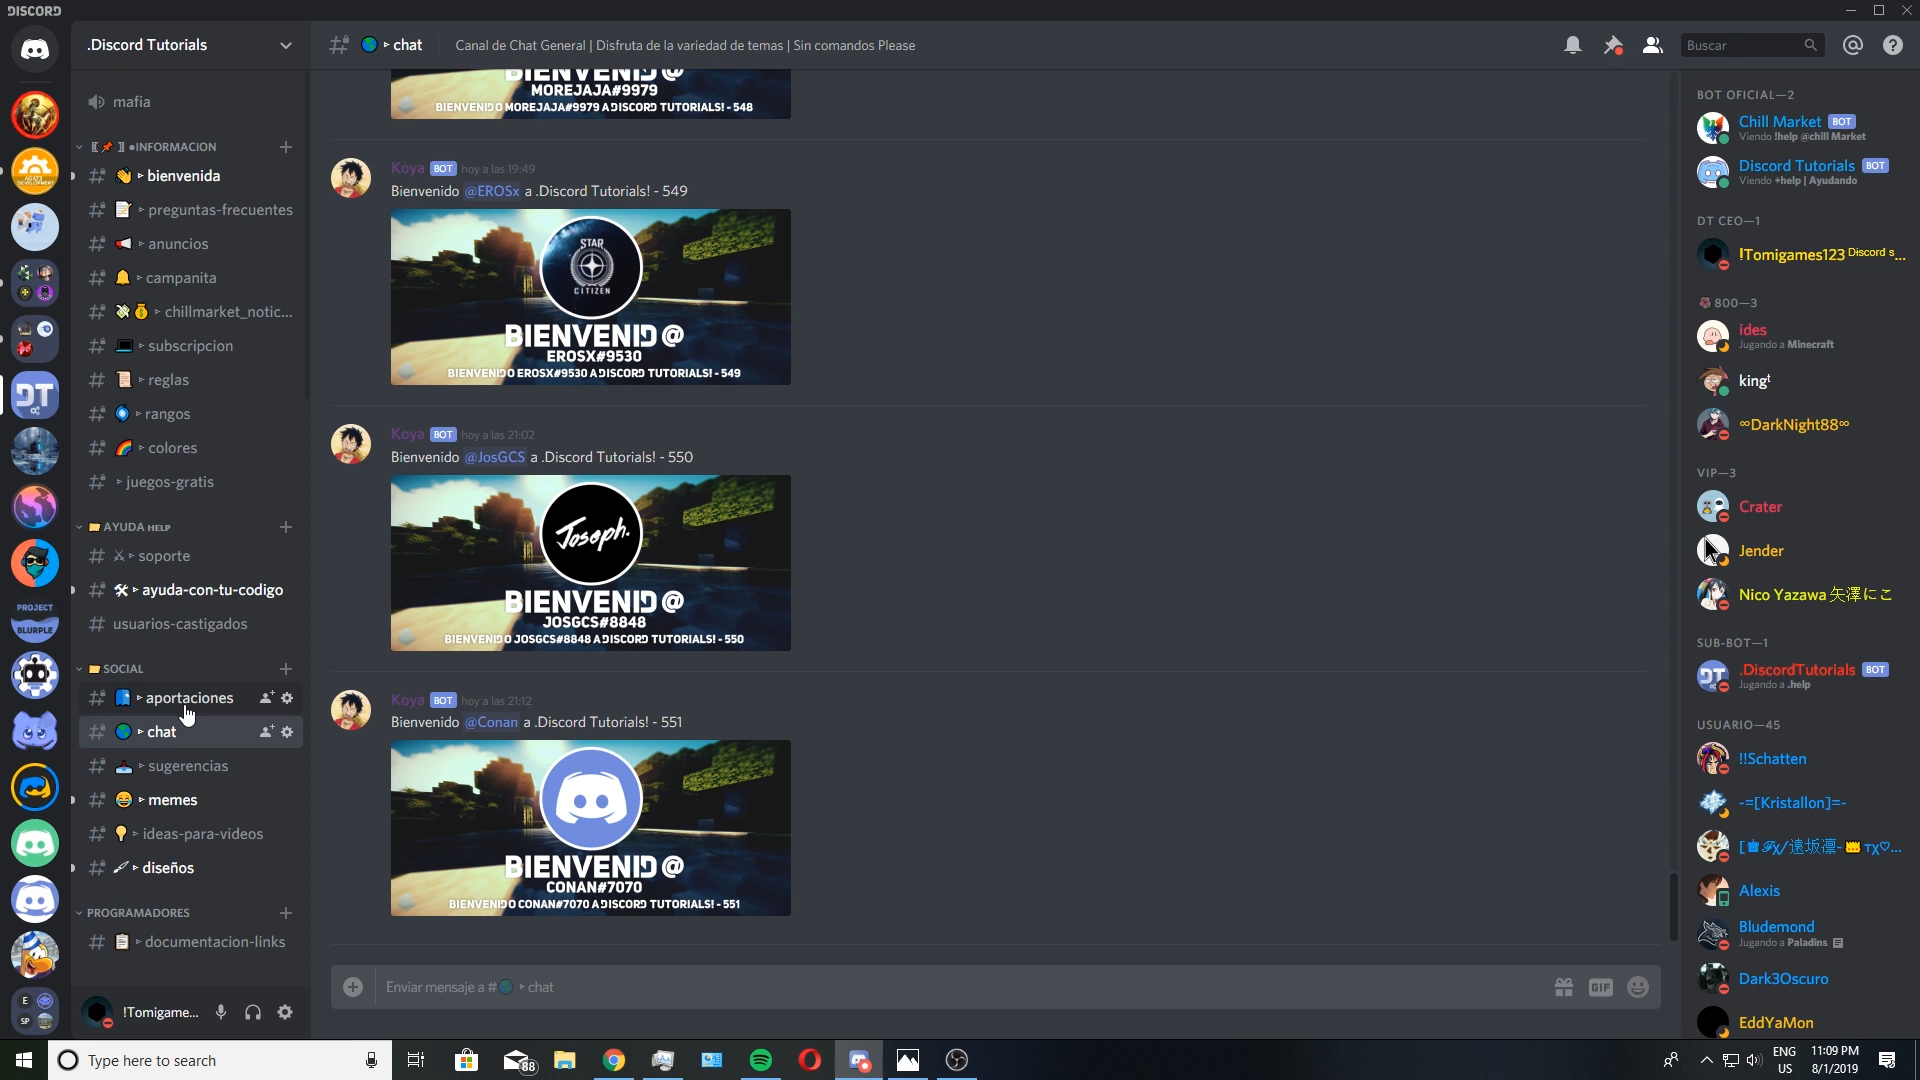 DISCORD
.Discord Tutorials
mafia
【📌】●INFORMACION
👋▸bienvenida
📝▸preguntas-frecuentes
📢▸anuncios
🔔▸campanita
💸💰▸chillmarket_notic...
💻▸subscripcion
📜▸reglas
▸rangos
🌈▸colores
▸juegos-gratis
📁AYUDA HELP
⚔▸soporte
🛠▸ayuda-con-tu-codigo
usuarios-castigados
📁SOCIAL
📘▸aportaciones
🌎▸chat
▸sugerencias
😄▸memes
💡▸ideas-para-videos
🖌▸diseños
PROGRAMADORES
📋▸documentacion-links
!Tomigame...
AGATZ
DEVELOPMENT
DT
PROJECT
BLURPLE
E
SP
🌎▸chat
Canal de Chat General | Disfruta de la variedad de temas | Sin comandos Please
Buscar
BIENVENID@
MOREJAJA#9979
BIENVENIDO MOREJAJA#9979 A DISCORD TUTORIALS! - 548
Koya BOT hoy a las 19:49
Bienvenido @EROSx a .Discord Tutorials! - 549
STAR
CITIZEN
BIENVENID@
EROSX#9530
BIENVENIDO EROSX#9530 A DISCORD TUTORIALS! - 549
Koya BOT hoy a las 21:02
Bienvenido @JosGCS a .Discord Tutorials! - 550
Joseph.
BIENVENID@
JOSGCS#8848
BIENVENIDO JOSGCS#8848 A DISCORD TUTORIALS! - 550
Koya BOT hoy a las 21:12
Bienvenido @Conan a .Discord Tutorials! - 551
BIENVENID@
CONAN#7070
BIENVENIDO CONAN#7070 A DISCORD TUTORIALS! - 551
Enviar mensaje a #🌎▸chat
GIF
BOT OFICIAL—2
Chill Market BOT
Viendo !help @chill Market
Discord Tutorials BOT
Viendo +help | Ayudando
DT CEO—1
!Tomigames123 Discord s...
🌺800—3
ides
Jugando a Minecraft
kingᵗ
∞DarkNight88∞
VIP—3
Crater
Jender
Nico Yazawa 矢澤にこ
SUB-BOT—1
DT
.DiscordTutorials BOT
Jugando a .help
USUARIO—45
!!Schatten
-=[Kristallon]=-
Alexis
Bludemond
Jugando a Paladins
Dark3Oscuro
EddYaMon
Type here to search
88
ENG
US
11:09 PM
8/1/2019